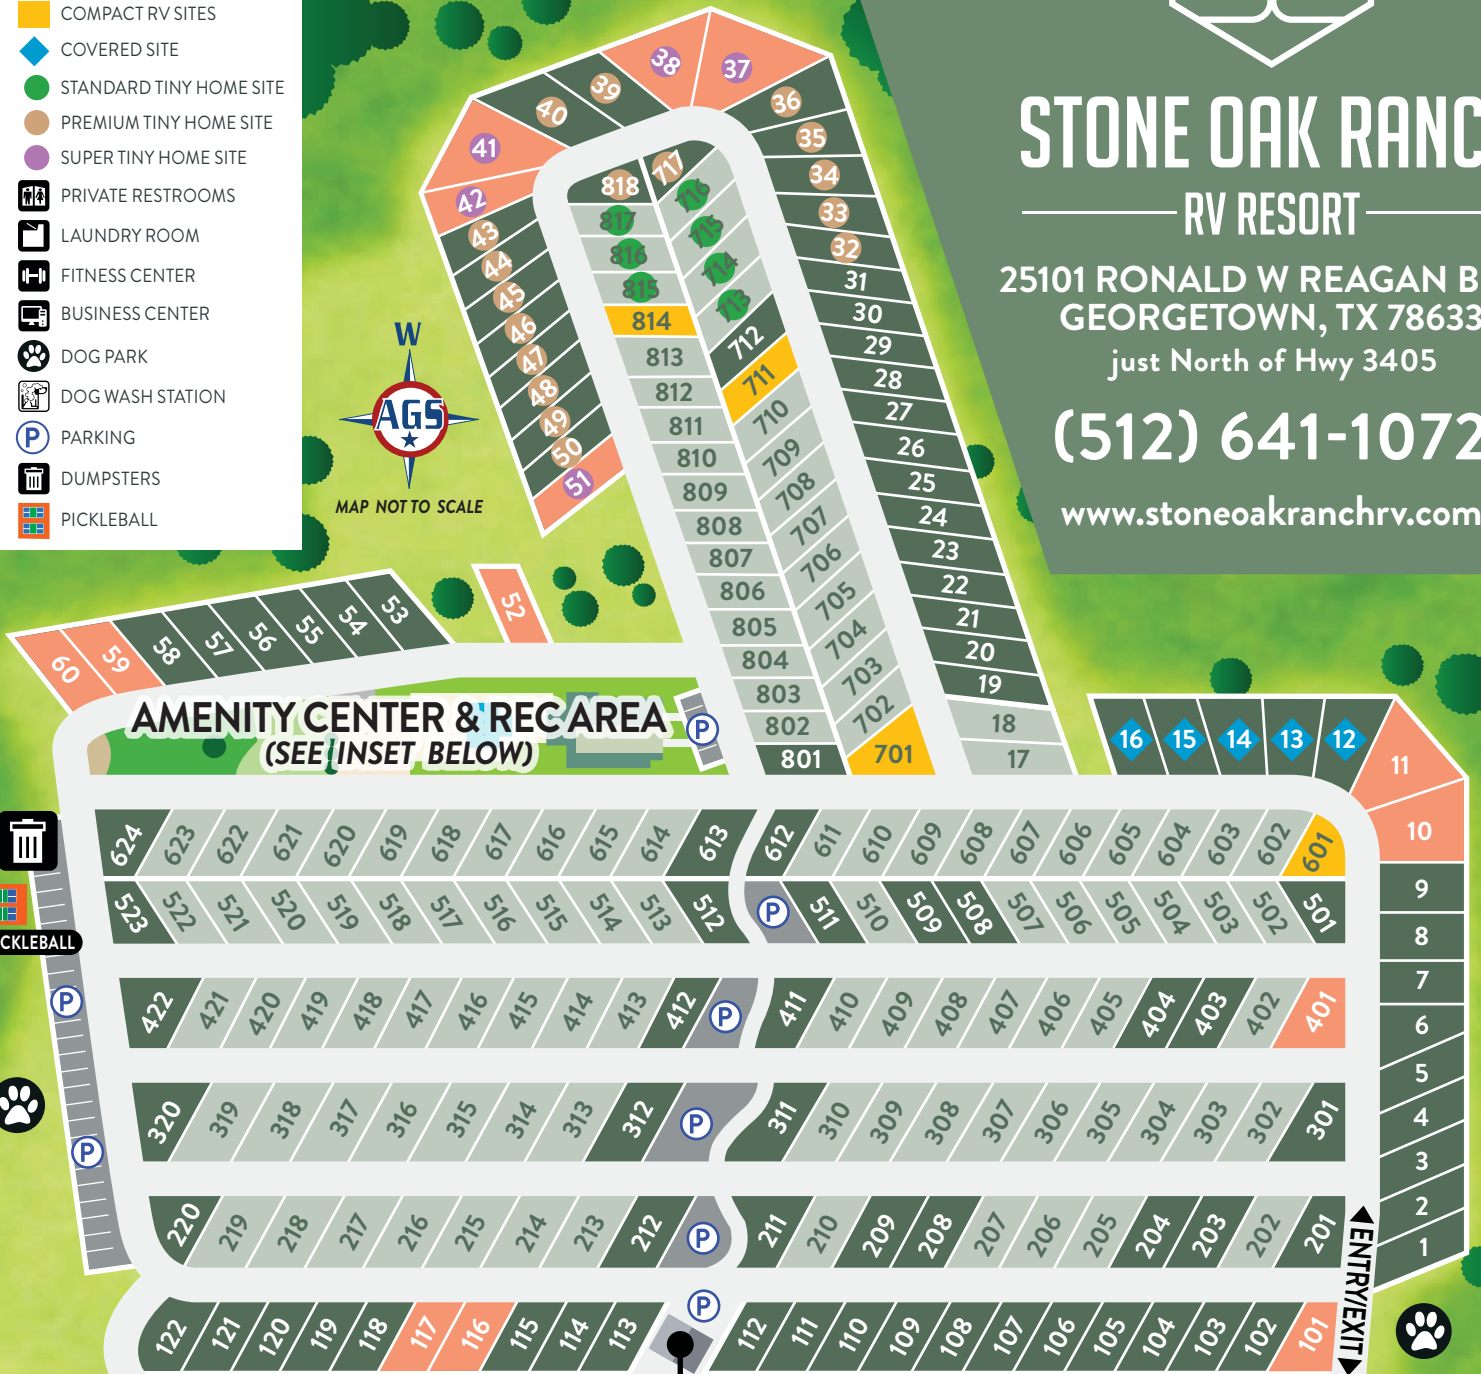 COMPACT RV SITES
COVERED SITE
STANDARD TINY HOME SITE
PREMIUM TINY HOME SITE
SUPER TINY HOME SITE
PRIVATE RESTROOMS
LAUNDRY ROOM
FITNESS CENTER
BUSINESS CENTER
DOG PARK
DOG WASH STATION
P PARKING
DUMPSTERS
PICKLEBALL
STONE OAK RANC
RV RESORT
25101 RONALD W REAGAN B
GEORGETOWN, TX 78633
just North of Hwy 3405
(512) 641-1072
www.stoneoakranchrv.com
W
AGS
MAP NOT TO SCALE
38 37
39 36
40 35
41 34
42 33
43 32
44 31
45 30
46 29
47 28
48 27
49 26
50 25
51 24
23
22
21
20
19
18
17
818 717
817 716
816 715
815 714
814 713
813 712
812 711
811 710
810 709
809 708
808 707
807 706
806 705
805 704
804 703
803 702
802 701
801
52
60 59 58 57 56 55 54 53
AMENITY CENTER & REC AREA
(SEE INSET BELOW)
P
16 15 14 13 12 11
10
9
8
7
6
5
4
3
2
1
624 623 622 621 620 619 618 617 616 615 614 613 612 611 610 609 608 607 606 605 604 603 602 601
523 522 521 520 519 518 517 516 515 514 513 512 P 511 510 509 508 507 506 505 504 503 502 501
CKLEBALL
P
422 421 420 419 418 417 416 415 414 413 412 P 411 410 409 408 407 406 405 404 403 402 401
320 319 318 317 316 315 314 313 312 P 311 310 309 308 307 306 305 304 303 302 301
P
220 219 218 217 216 215 214 213 212 P 211 210 209 208 207 206 205 204 203 202 201
ENTRY/EXIT
P
122 121 120 119 118 117 116 115 114 113 112 111 110 109 108 107 106 105 104 103 102 101